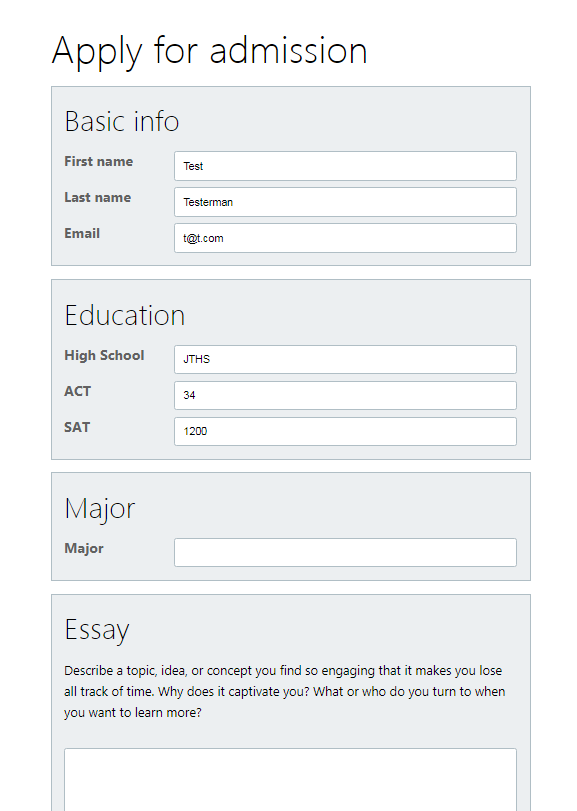 Apply for admission
Basic info
First name Test
Last name Testerman
Email t@t.com
Education
High School JTHS
ACT 34
SAT 1200
Major
Major
Essay
Describe a topic, idea, or concept you find so engaging that it makes you lose
all track of time. Why does it captivate you? What or who do you turn to when
you want to learn more?